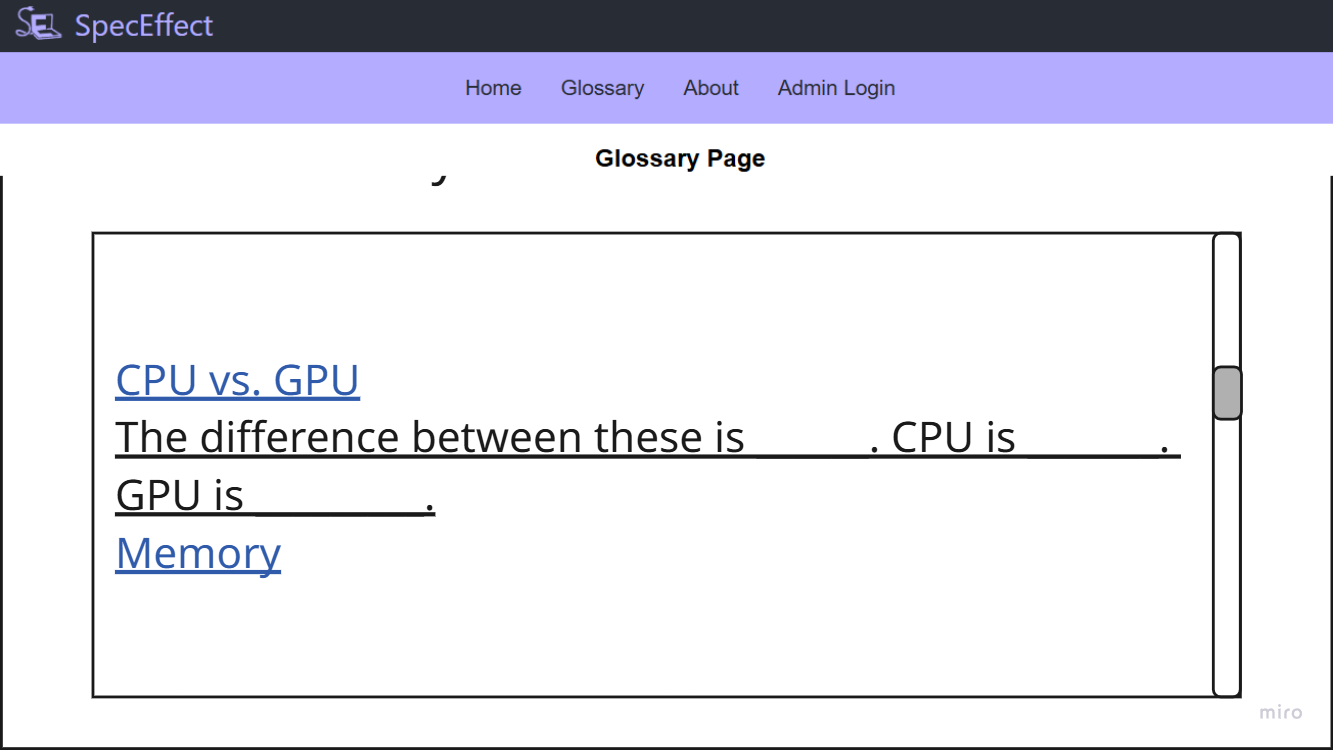 SpecEffect
Home Glossary About Admin Login
Glossary Page
CPU vs. GPU
The difference between these is ______. CPU is _______.
GPU is _________.
Memory
miro